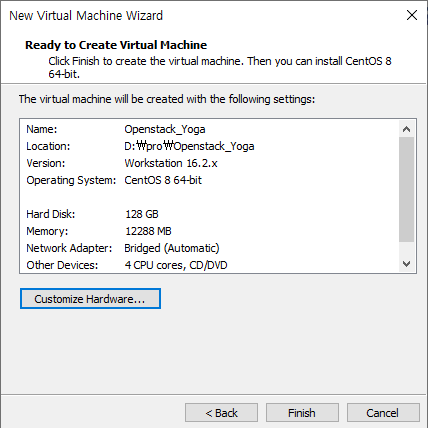 New Virtual Machine Wizard
Ready to Create Virtual Machine
Click Finish to create the virtual machine. Then you can install CentOS 8
64-bit.
The virtual machine will be created with the following settings:
Name: Openstack_Yoga
Location: D:₩pro₩Openstack_Yoga
Version: Workstation 16.2.x
Operating System: CentOS 8 64-bit
Hard Disk: 128 GB
Memory: 12288 MB
Network Adapter: Bridged (Automatic)
Other Devices: 4 CPU cores, CD/DVD
Customize Hardware...
< Back Finish Cancel